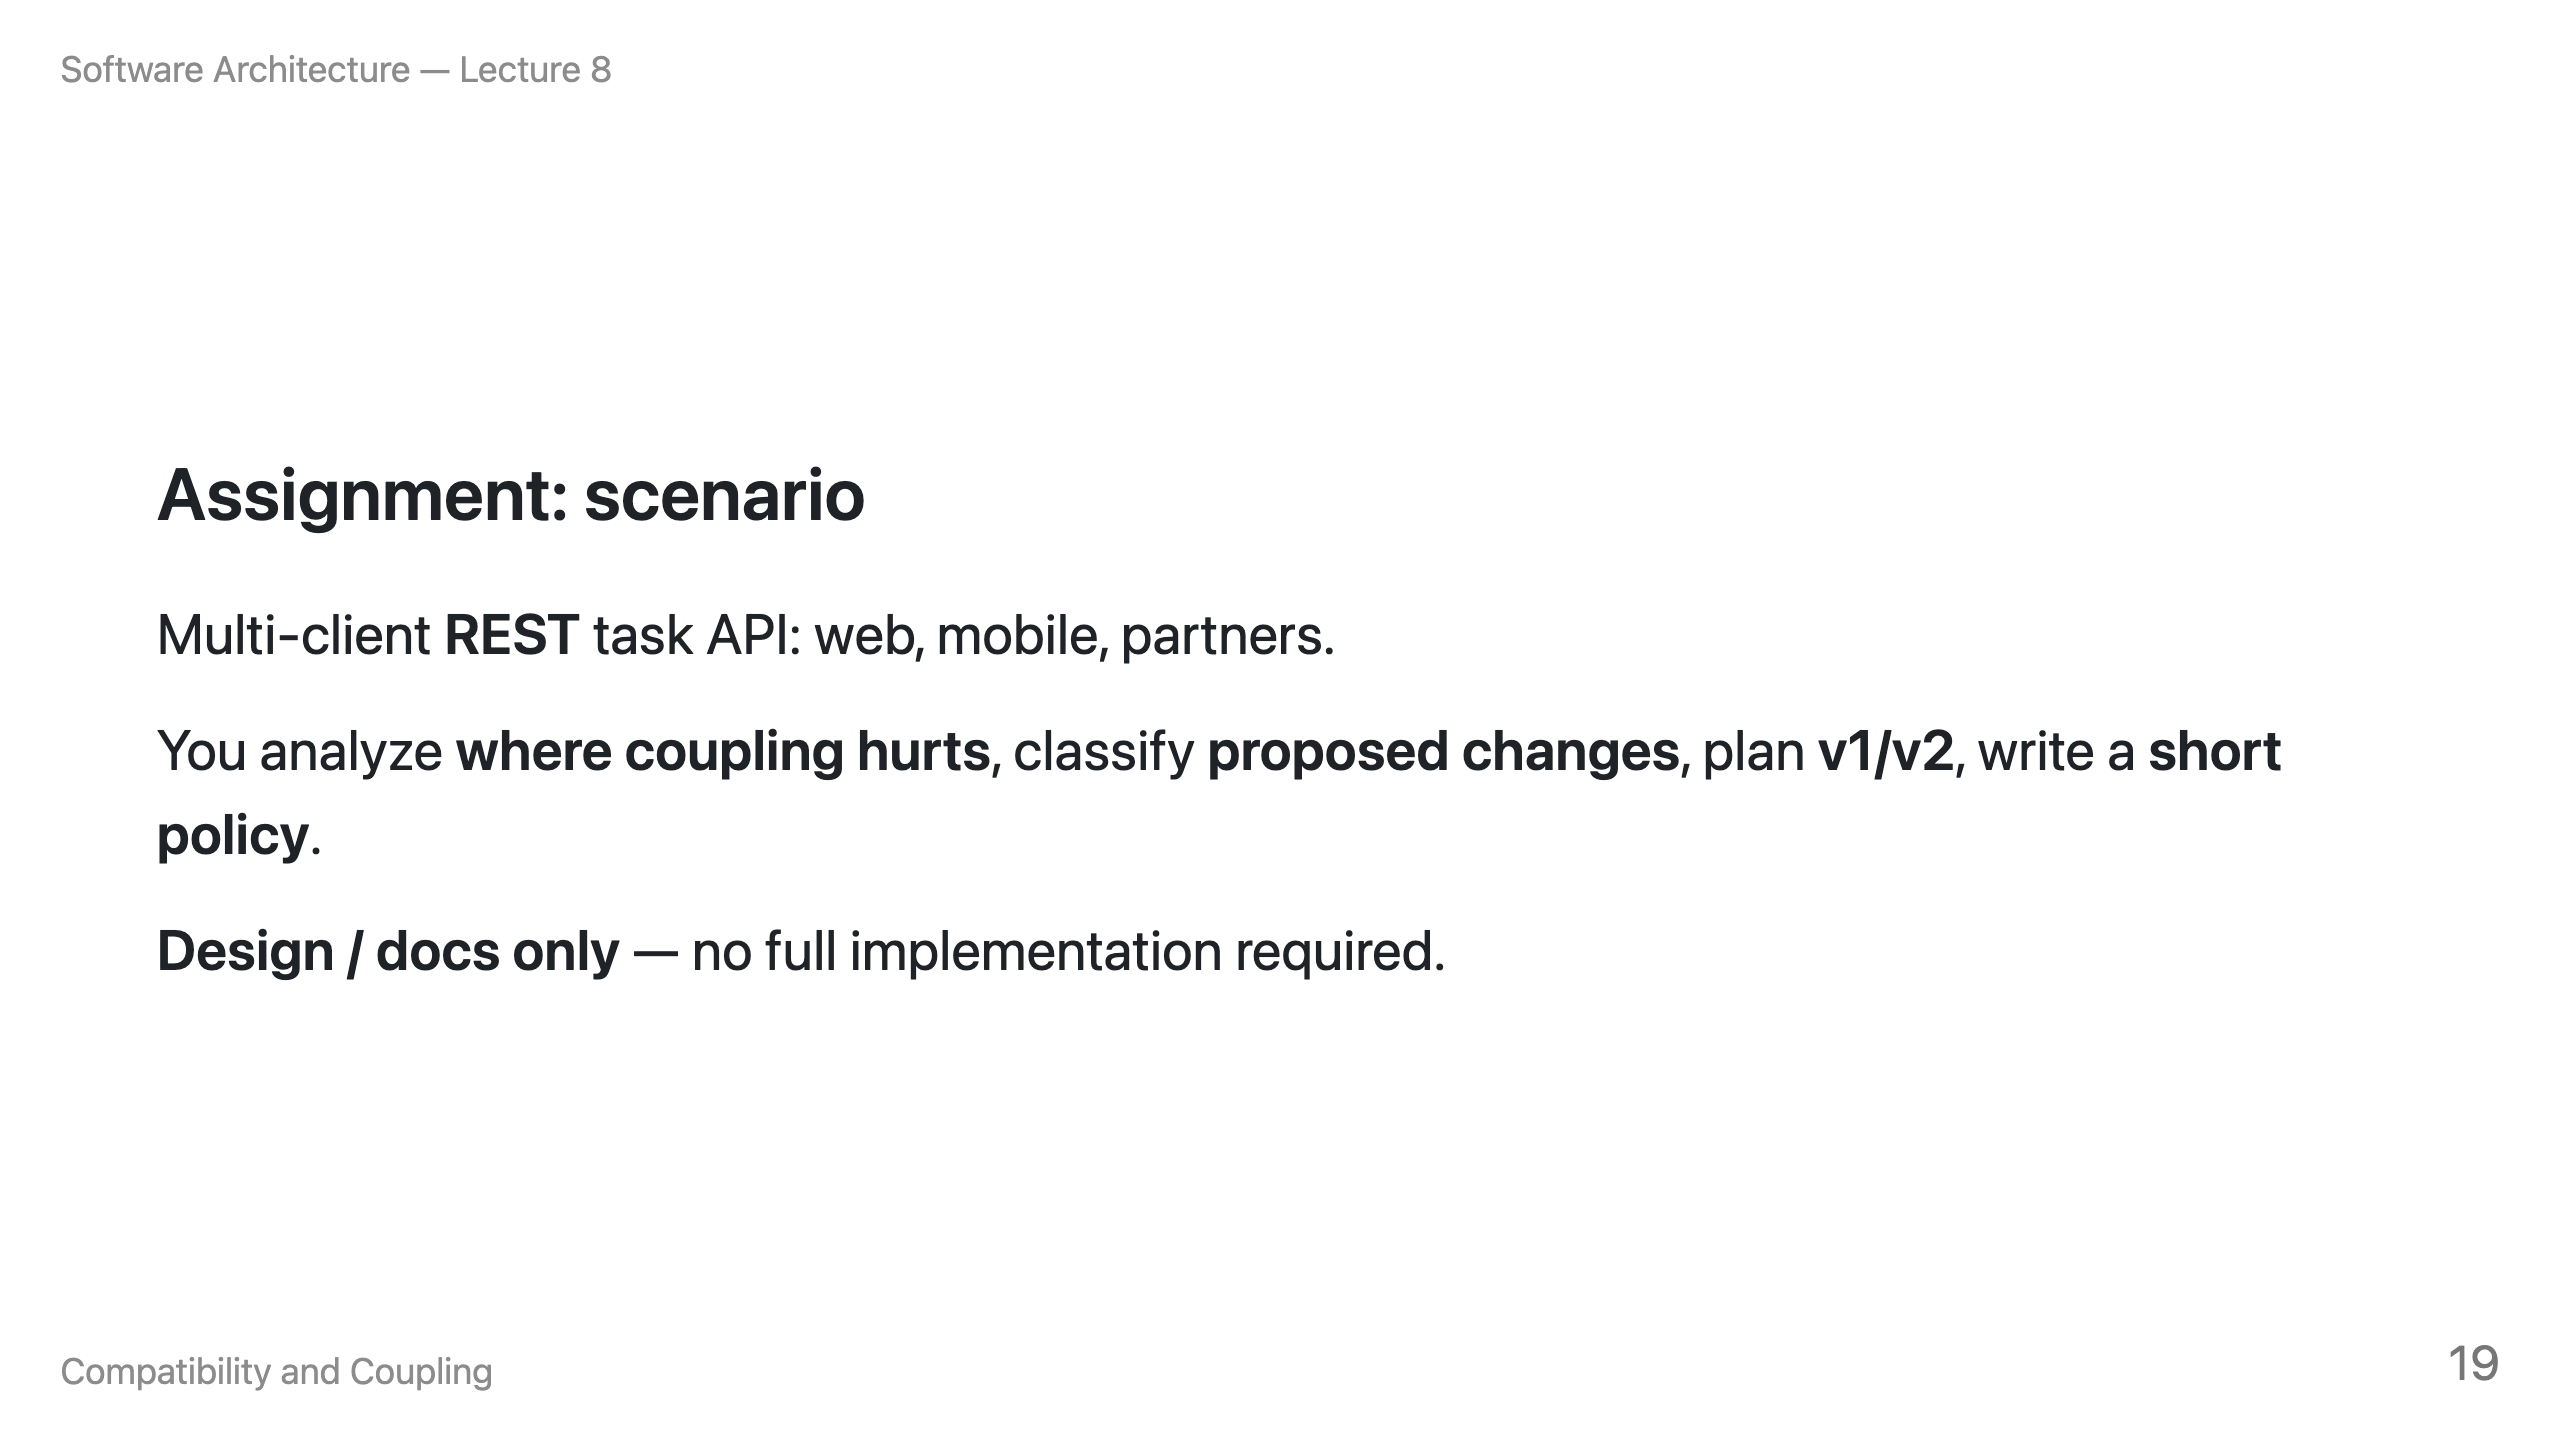 Software Architecture — Lecture 8
Assignment: scenario
Multi-client REST task API: web, mobile, partners.
You analyze where coupling hurts, classify proposed changes, plan v1/v2, write a short
policy.
Design / docs only — no full implementation required.
Compatibility and Coupling
19